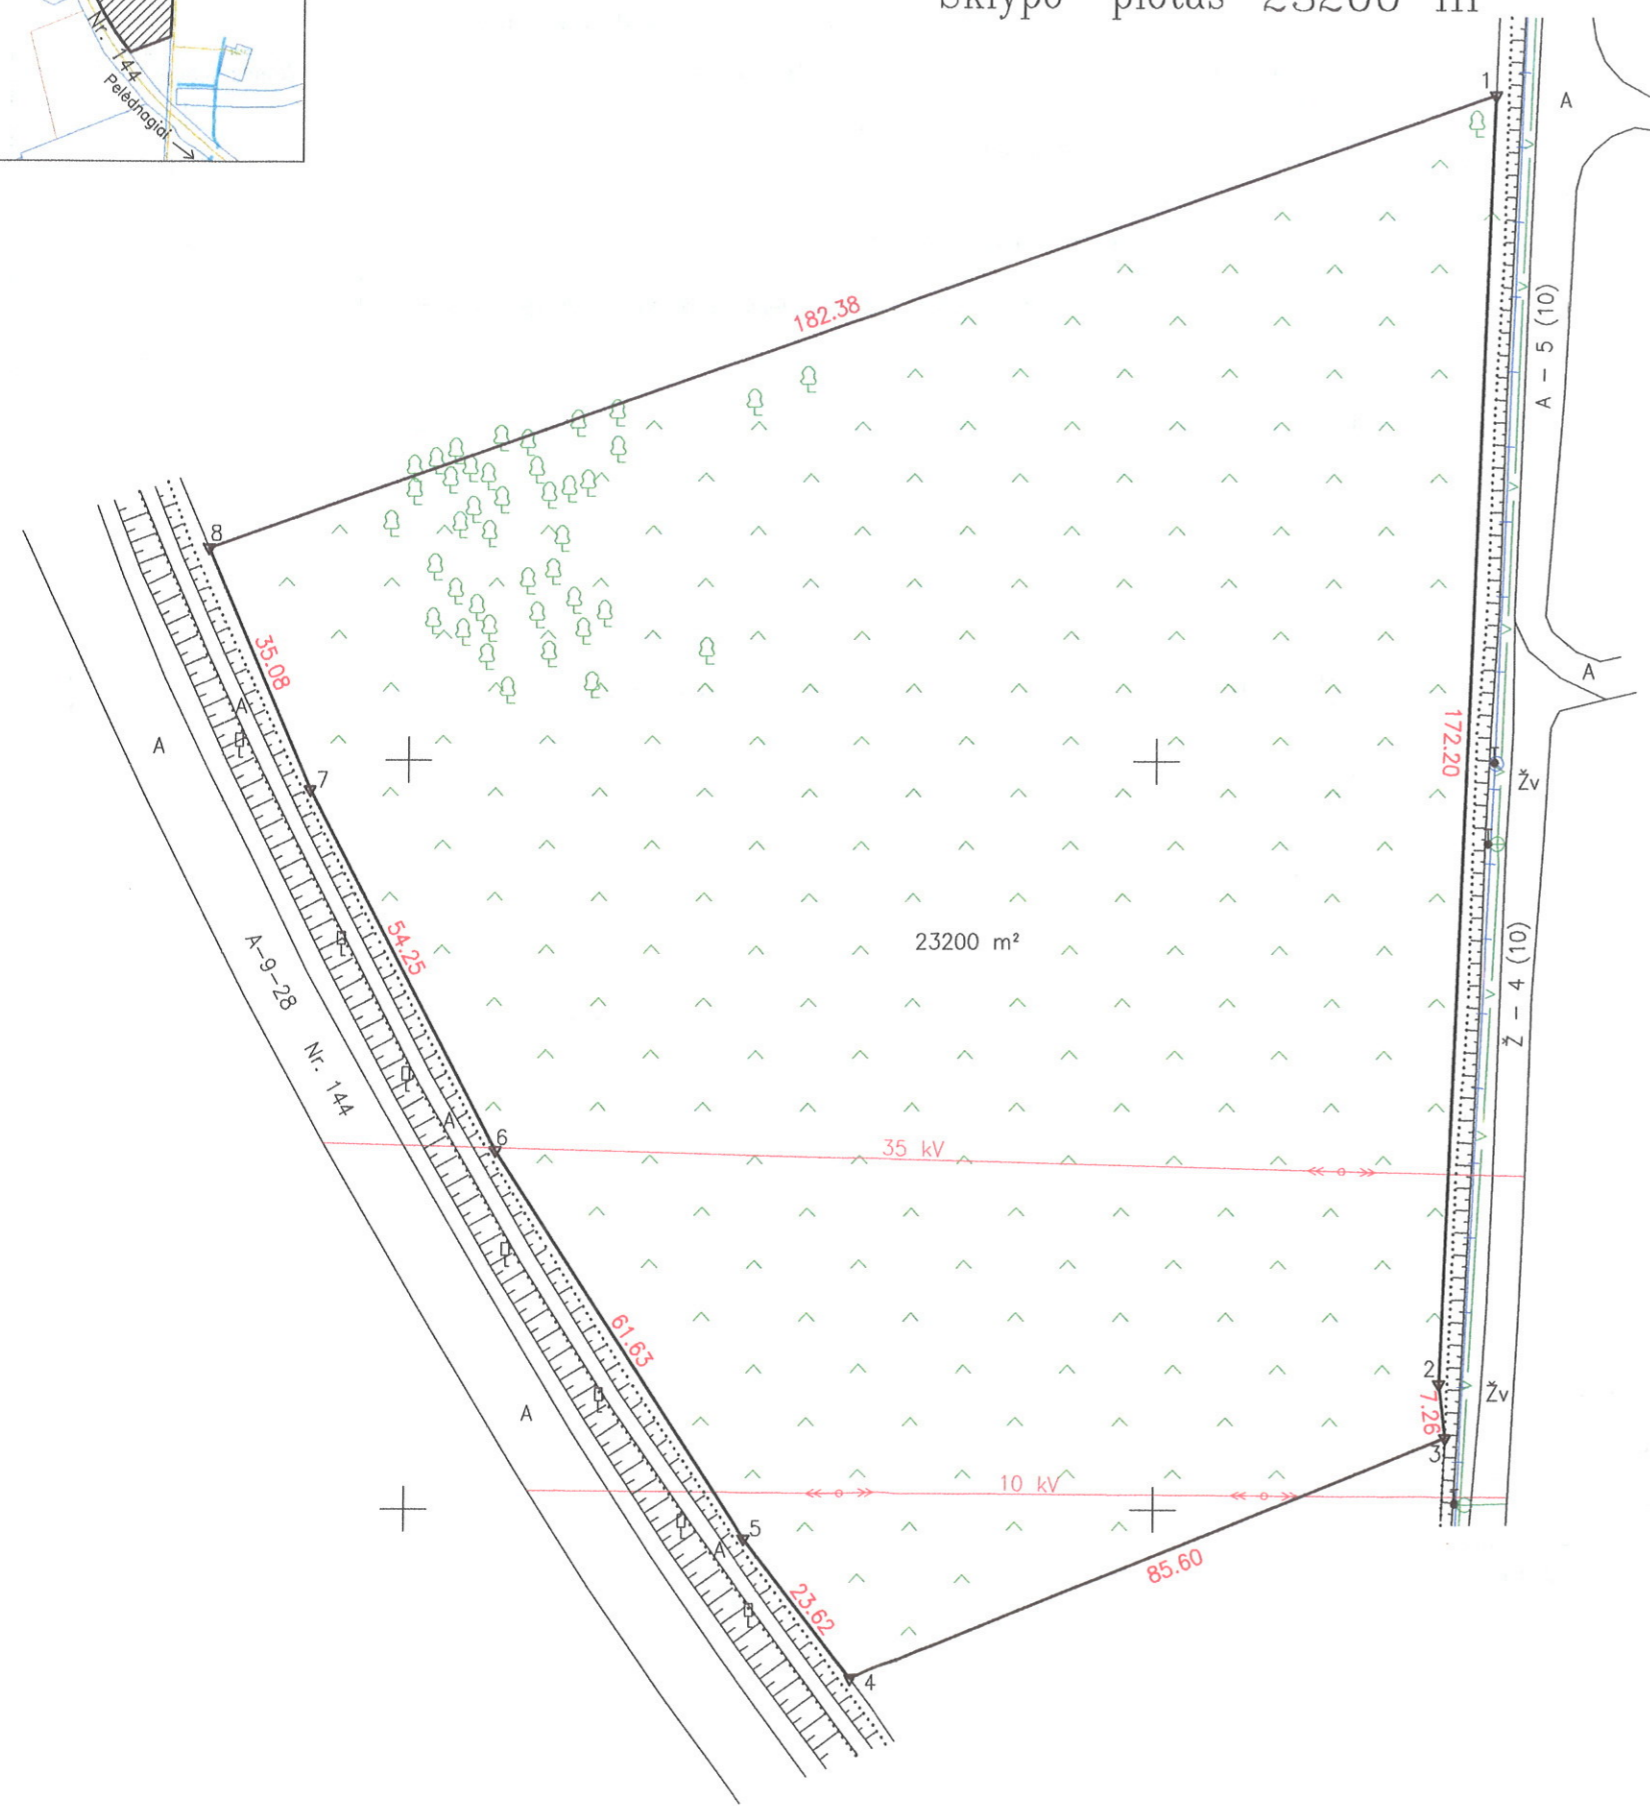 Sklypo plotas 23200 m
Nr. 144
Pelėdnagiai
1
A
182.38
A - 5 (10)
8
35.08
A
A
A
7
172.20
Žv
54.25
23200 m²
A-9-28
Nr. 144
Ž - 4 (10)
A
6
35 kV
61.63
2
7.26
Žv
A
3
10 kV
5
A
85.60
23.62
4